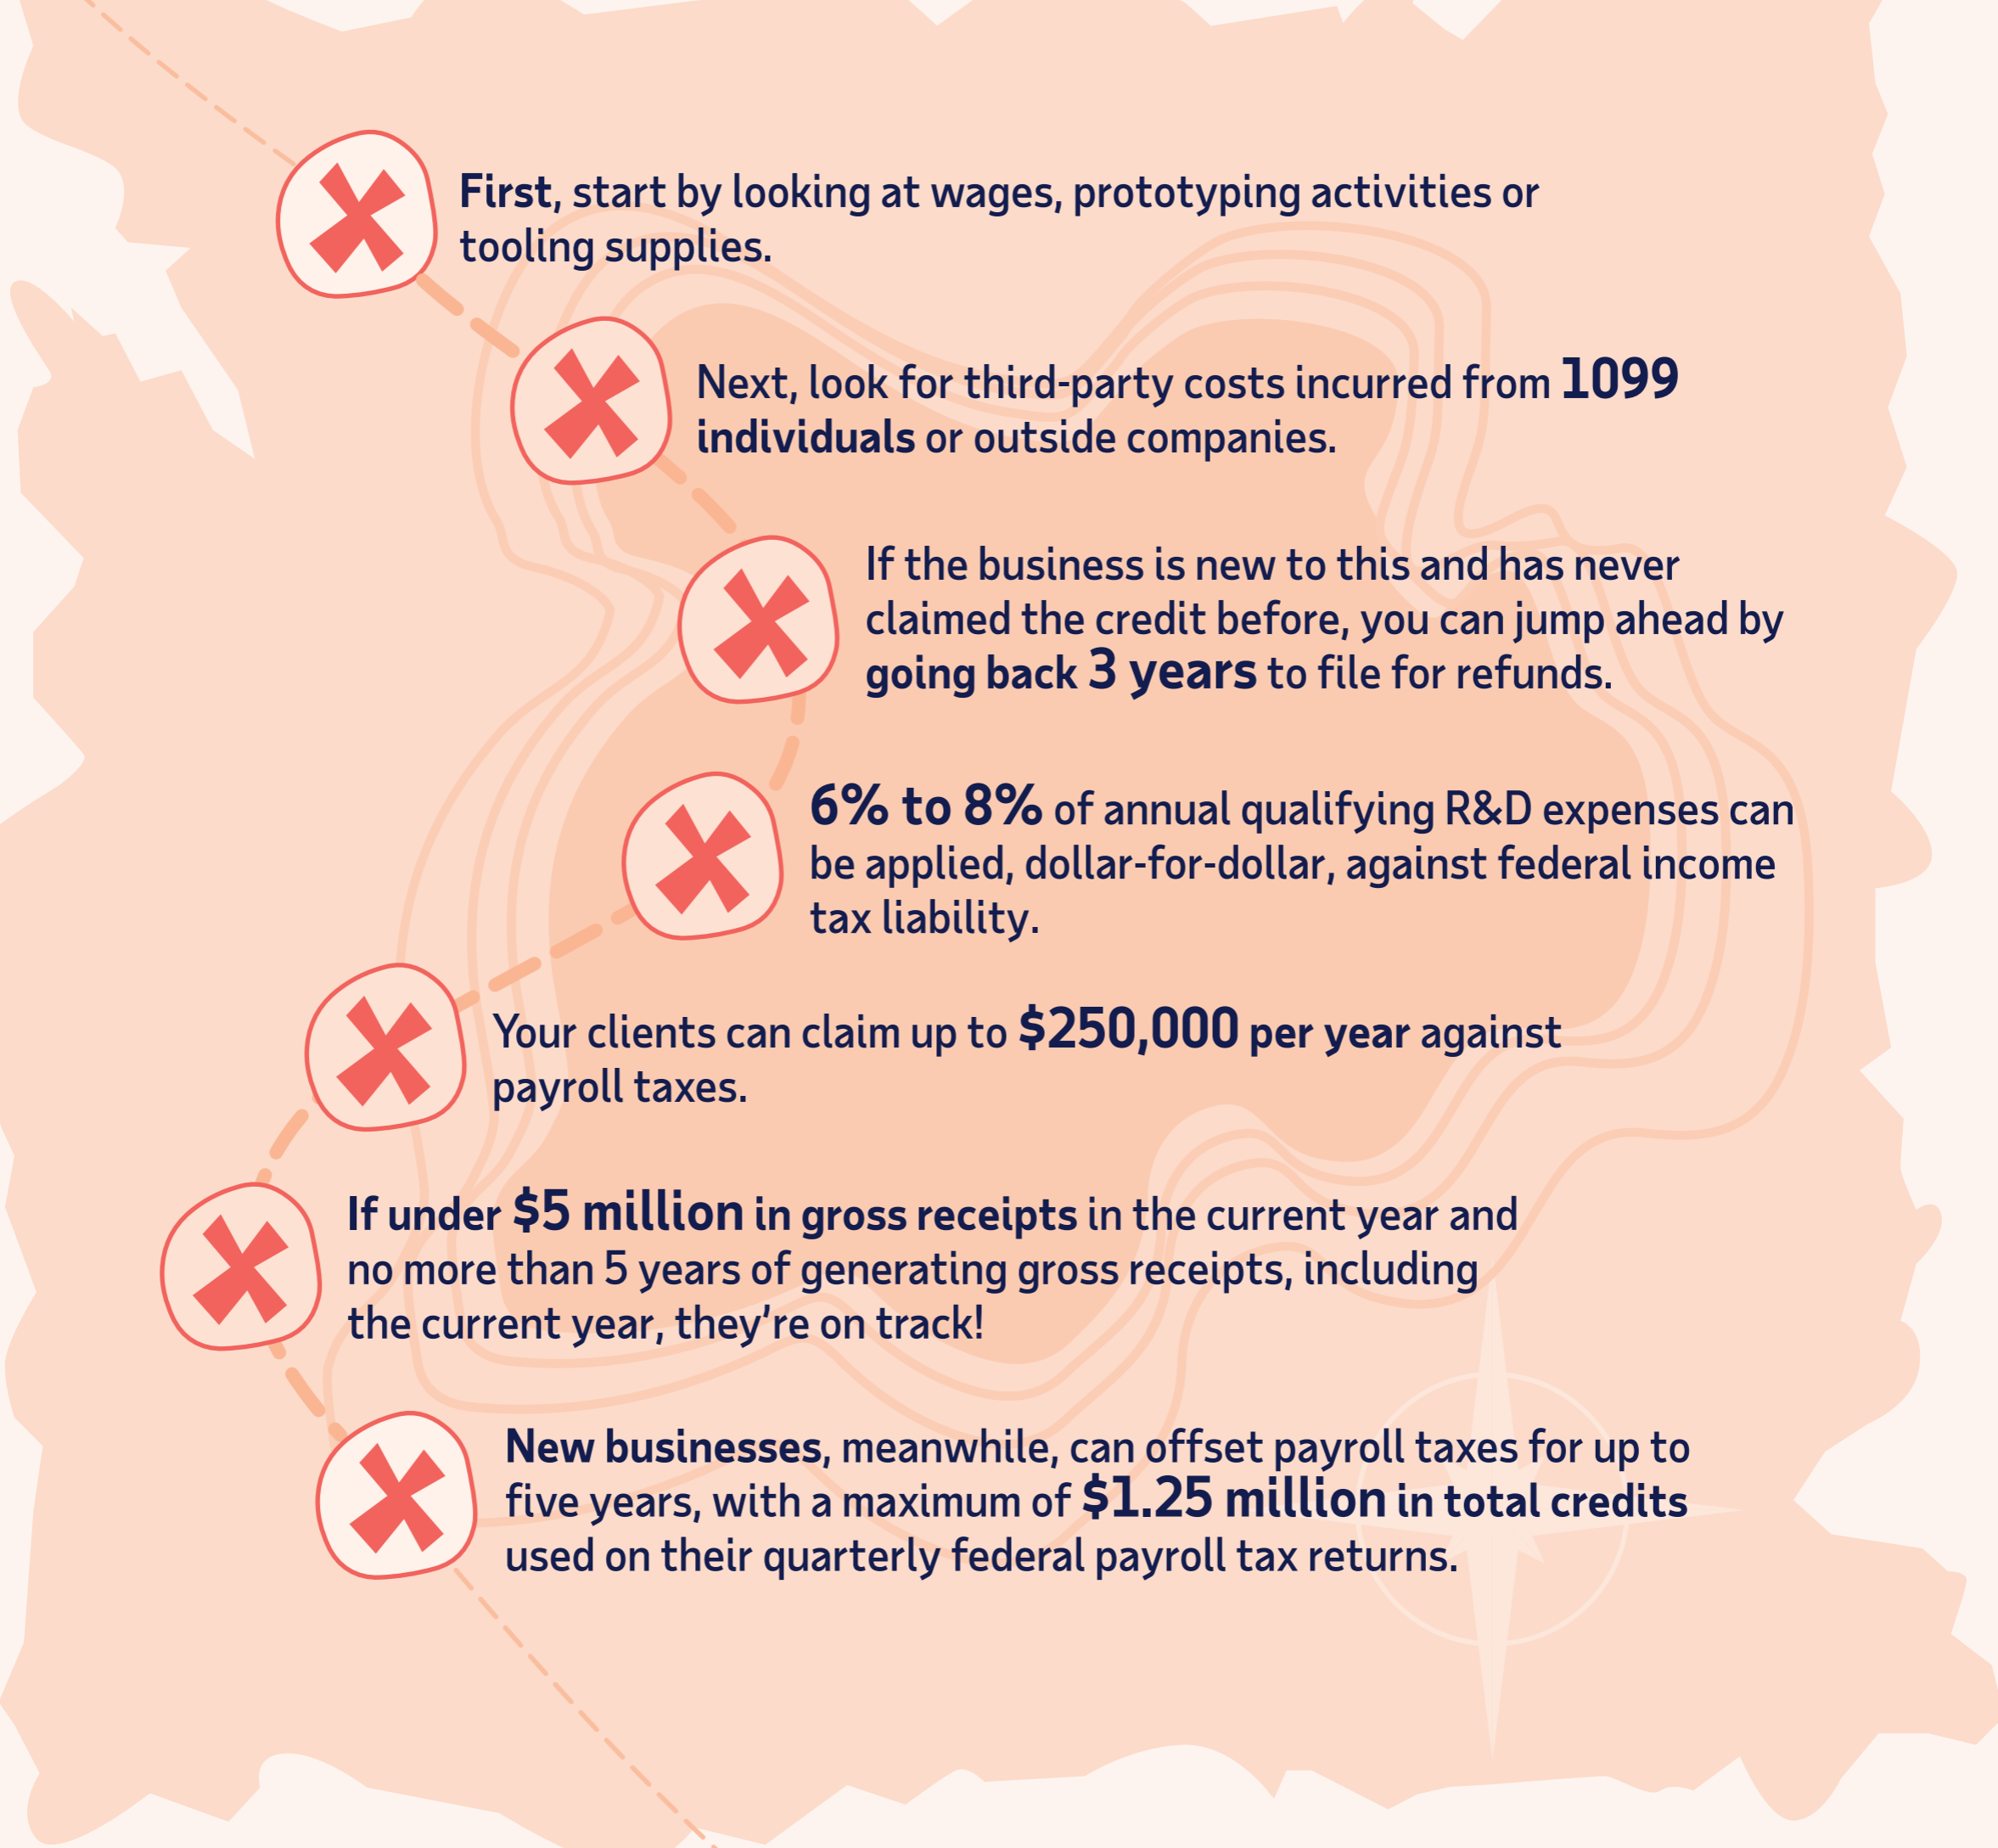 First, start by looking at wages, prototyping activities or
tooling supplies.
Next, look for third-party costs incurred from 1099
individuals or outside companies.
If the business is new to this and has never
claimed the credit before, you can jump ahead by
going back 3 years to file for refunds.
6% to 8% of annual qualifying R&D expenses can
be applied, dollar-for-dollar, against federal income
tax liability.
Your clients can claim up to $250,000 per year against
payroll taxes.
If under $5 million in gross receipts in the current year and
no more than 5 years of generating gross receipts, including
the current year, they’re on track!
New businesses, meanwhile, can offset payroll taxes for up to
five years, with a maximum of $1.25 million in total credits
used on their quarterly federal payroll tax returns.